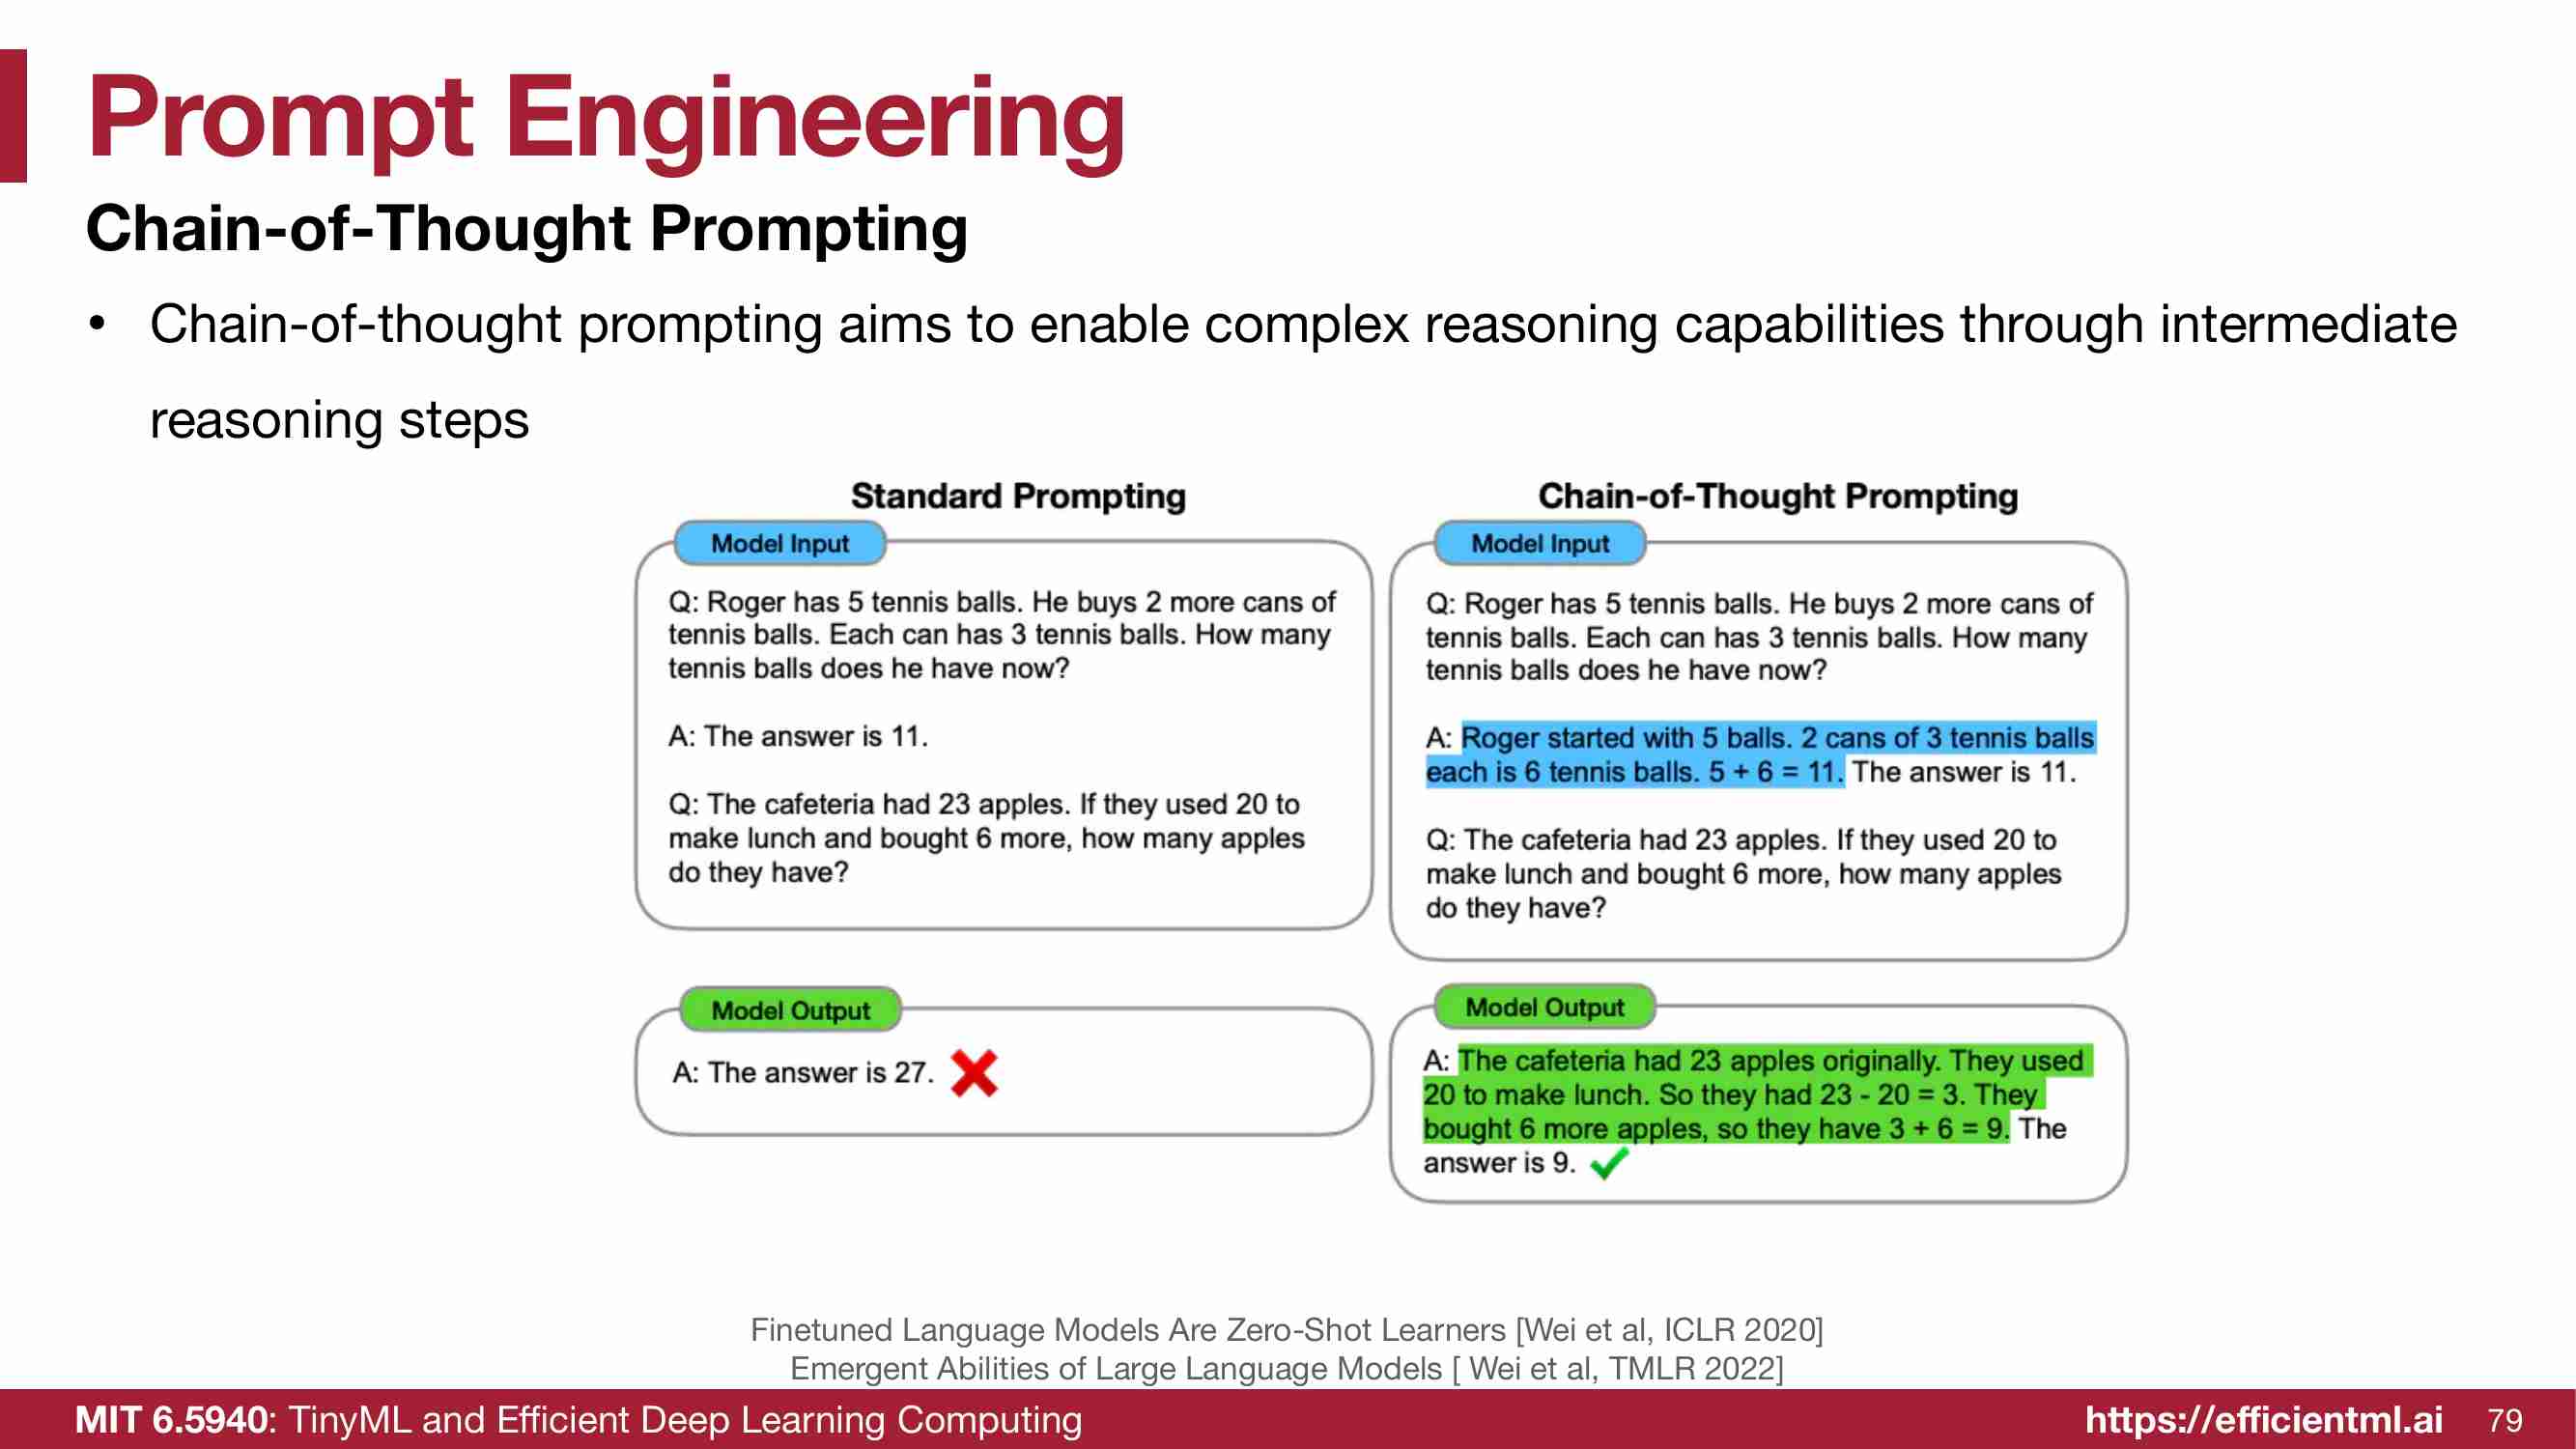 Prompt Engineering
Chain-of-Thought Prompting
• Chain-of-thought prompting aims to enable complex reasoning capabilities through intermediate
reasoning steps
Standard Prompting
Model Input
Q: Roger has 5 tennis balls. He buys 2 more cans of
tennis balls. Each can has 3 tennis balls. How many
tennis balls does he have now?
A: The answer is 11.
Q: The cafeteria had 23 apples. If they used 20 to
make lunch and bought 6 more, how many apples
do they have?
Model Output
A: The answer is 27.
Chain-of-Thought Prompting
Model Input
Q: Roger has 5 tennis balls. He buys 2 more cans of
tennis balls. Each can has 3 tennis balls. How many
tennis balls does he have now?
A: Roger started with 5 balls. 2 cans of 3 tennis balls
each is 6 tennis balls. 5 + 6 = 11. The answer is 11.
Q: The cafeteria had 23 apples. If they used 20 to
make lunch and bought 6 more, how many apples
do they have?
Model Output
A: The cafeteria had 23 apples originally. They used
20 to make lunch. So they had 23 - 20 = 3. They
bought 6 more apples, so they have 3 + 6 = 9. The
answer is 9.
Finetuned Language Models Are Zero-Shot Learners [Wei et al, ICLR 2020]
Emergent Abilities of Large Language Models [ Wei et al, TMLR 2022]
MIT 6.5940: TinyML and Efficient Deep Learning Computing
https://efficientml.ai
79